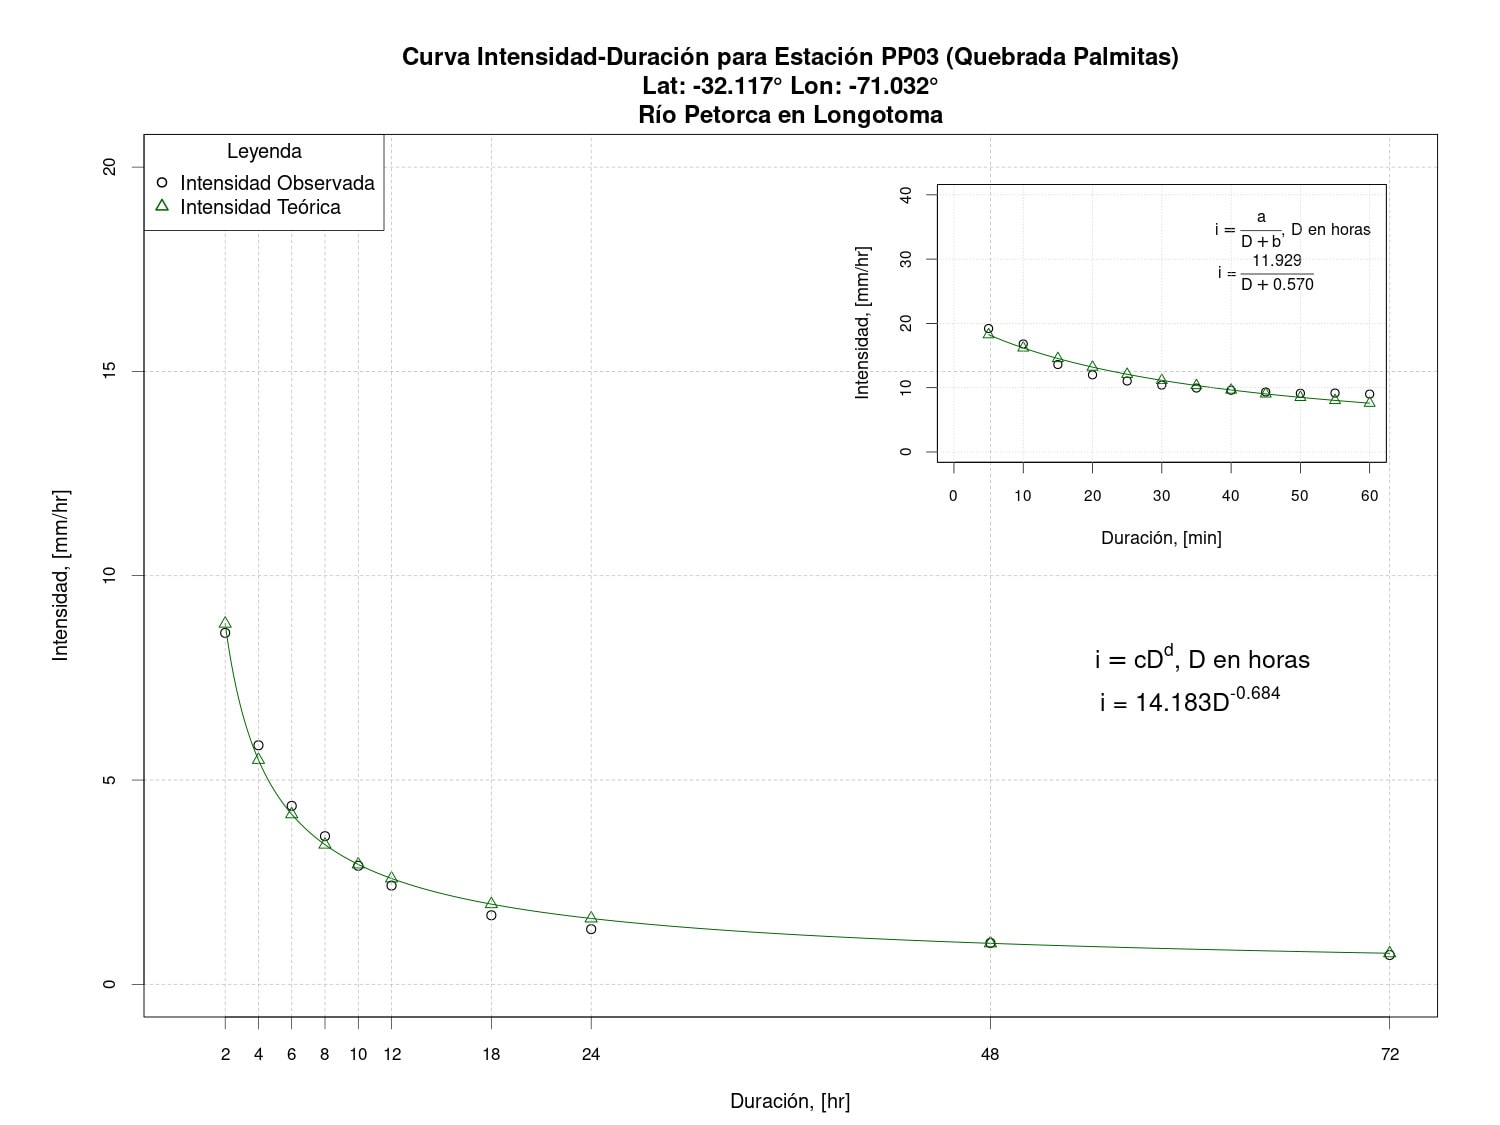 Curva Intensidad-Duración para Estación PP03 (Quebrada Palmitas)
Lat: -32.117° Lon: -71.032°
Río Petorca en Longotoma
Leyenda
Intensidad Observada
Intensidad Teórica
Intensidad, [mm/hr]
20
15
10
5
0
2 4 6 8 10 12 18 24 48 72
Duración, [hr]
Intensidad, [mm/hr]
40
30
20
10
0
0 10 20 30 40 50 60
Duración, [min]
i = a / D + b, D en horas
i = 11.929 / D + 0.570
i = cD^d, D en horas
i = 14.183D^-0.684